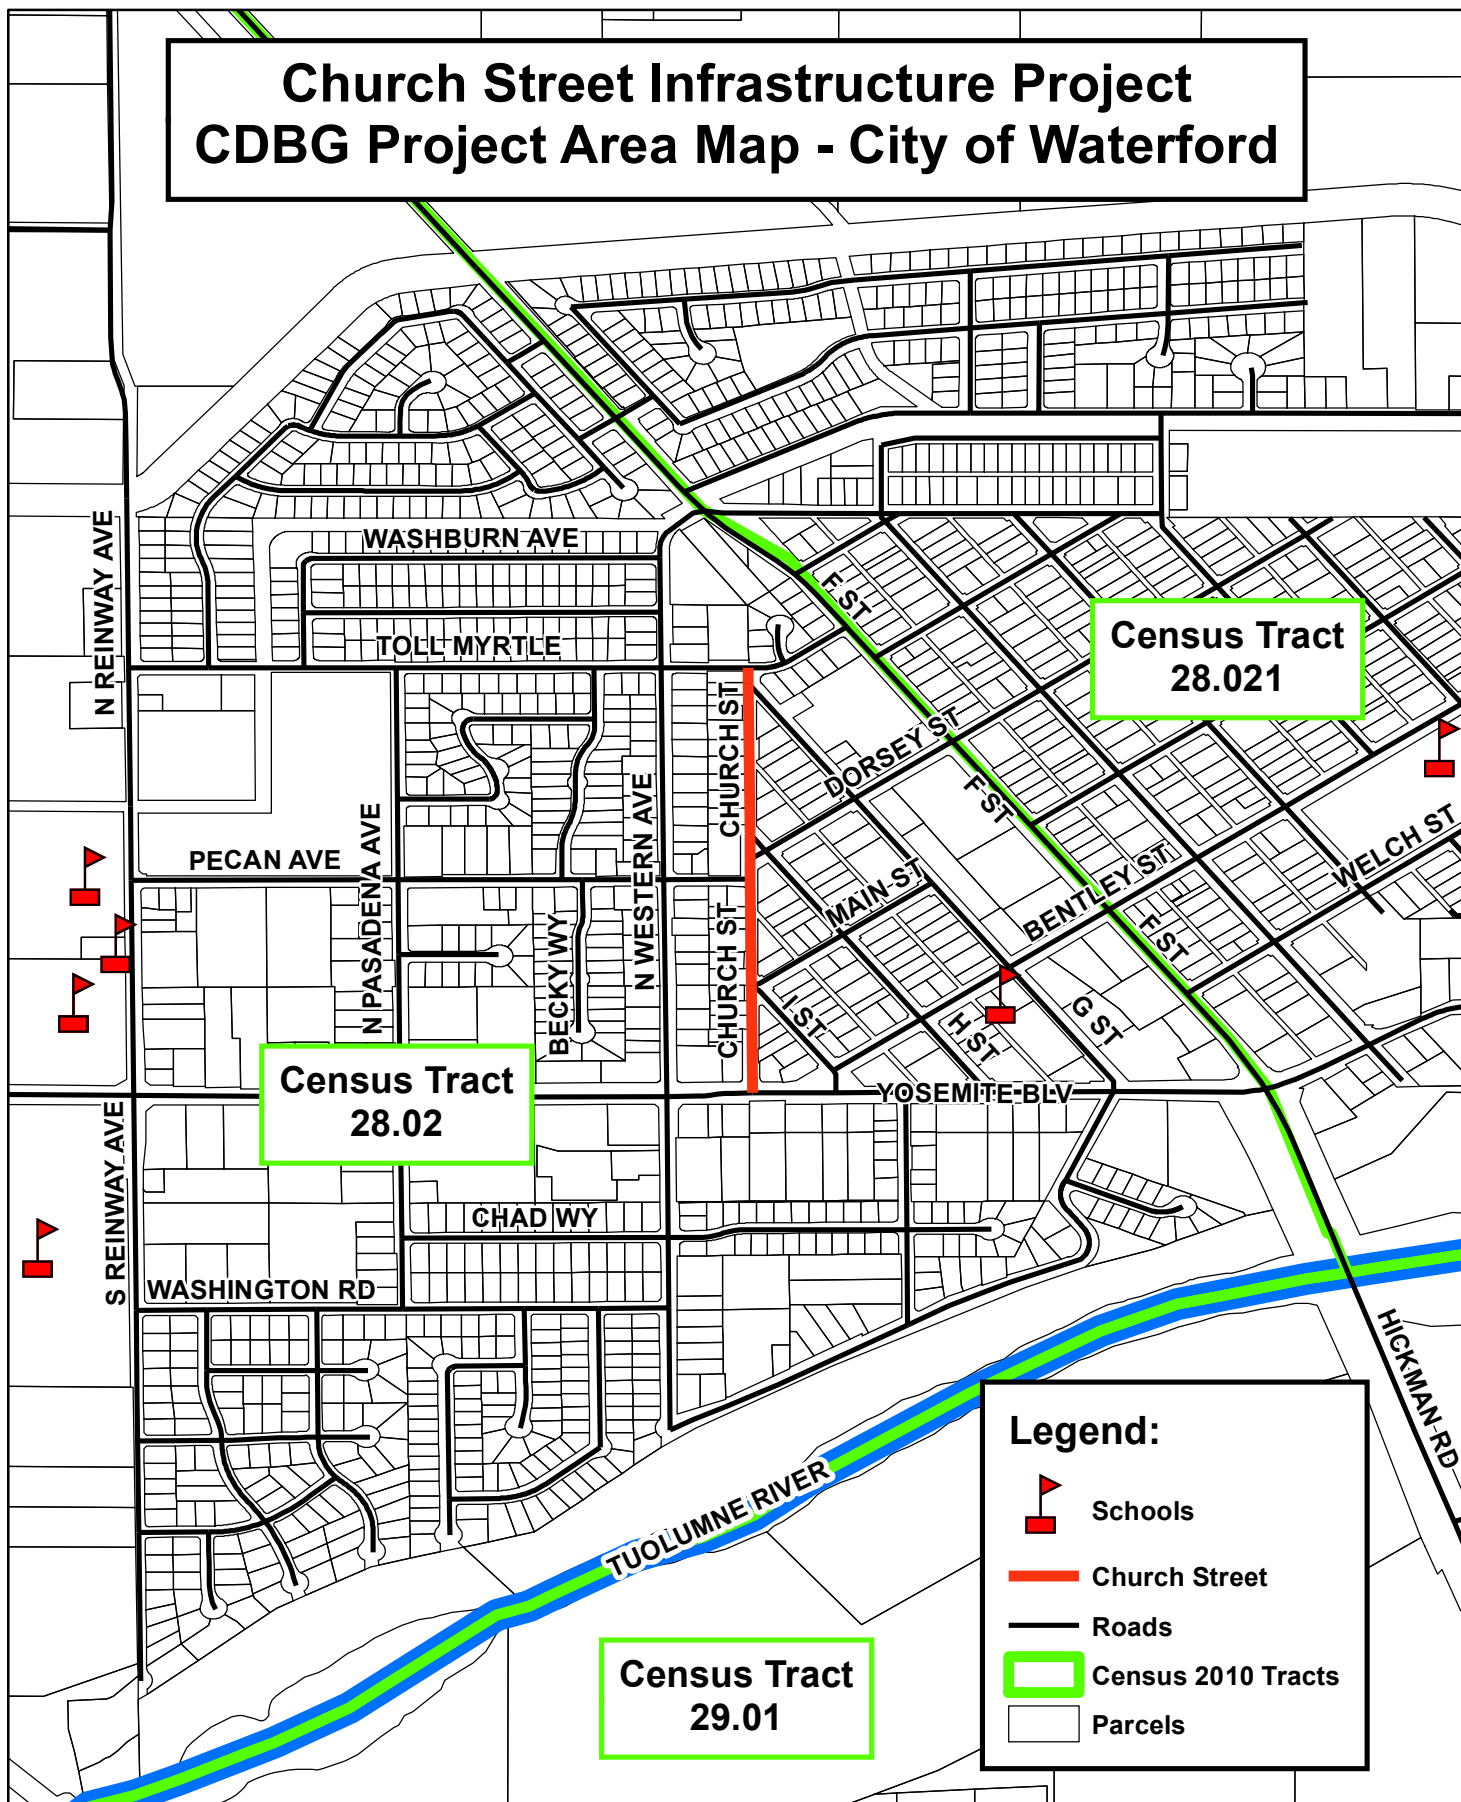 Church Street Infrastructure Project
CDBG Project Area Map - City of Waterford
N REINWAY AVE
WASHBURN AVE
TOLL MYRTLE
F ST
Census Tract
28.021
CHURCH ST
DORSEY ST
F ST
N PASADENA AVE
N WESTERN AVE
PECAN AVE
MAIN ST
BENTLEY ST
WELCH ST
F ST
BECKY WY
CHURCH ST
I ST
H ST
G ST
Census Tract
28.02
YOSEMITE BLV
S REINWAY AVE
CHAD WY
WASHINGTON RD
HICKMAN RD
TUOLUMNE RIVER
Census Tract
29.01
Legend:
Schools
Church Street
Roads
Census 2010 Tracts
Parcels